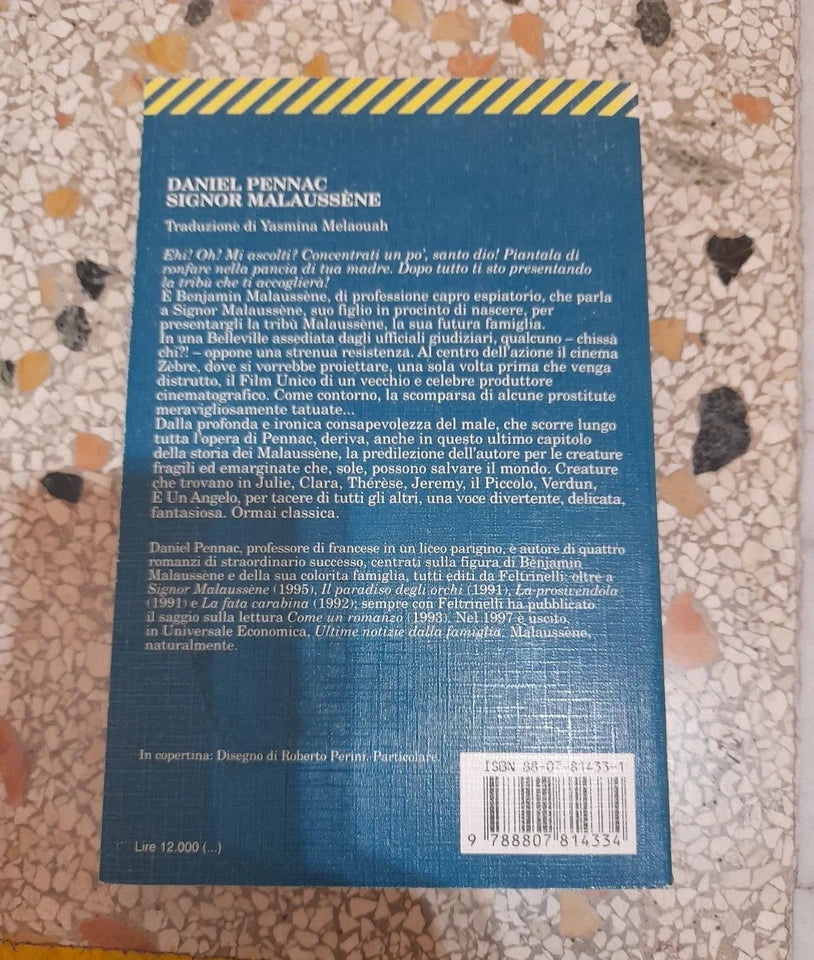 DANIEL PENNAC
SIGNOR MALAUSSÈNE
Traduzione di Yasmina Melaouah
Ehi! Oh! Mi ascolti? Concentrati un po', santo dio! Piantala di
ronfare nella pancia di tua madre. Dopo tutto ti sto presentando
la tribù che ti accoglierà!
È Benjamin Malaussène, di professione capro espiatorio, che parla
a Signor Malaussène, suo figlio in procinto di nascere, per
presentargli la tribù Malaussène, la sua futura famiglia.
In una Belleville assediata dagli ufficiali giudiziari, qualcuno – chissà
chi?! – oppone una strenua resistenza. Al centro dell'azione il cinema
Zèbre, dove si vorrebbe proiettare, una sola volta prima che venga
distrutto, il Film Unico di un vecchio e celebre produttore
cinematografico. Come contorno, la scomparsa di alcune prostitute
meravigliosamente tatuate...
Dalla profonda e ironica consapevolezza del male, che scorre lungo
tutta l'opera di Pennac, deriva, anche in questo ultimo capitolo
della storia dei Malaussène, la predilezione dell'autore per le creature
fragili ed emarginate che, sole, possono salvare il mondo. Creature
che trovano in Julie, Clara, Thérèse, Jeremy, il Piccolo, Verdun,
È Un Angelo, per tacere di tutti gli altri, una voce divertente, delicata,
fantasiosa. Ormai classica.
Daniel Pennac, professore di francese in un liceo parigino, è autore di quattro
romanzi di straordinario successo, centrati sulla figura di Benjamin
Malaussène e della sua colorita famiglia, tutti editi da Feltrinelli: oltre a
Signor Malaussène (1995), Il paradiso degli orchi (1991), La prosivendola
(1991) e La fata carabina (1992); sempre con Feltrinelli ha pubblicato
il saggio sulla lettura Come un romanzo (1993). Nel 1997 è uscito,
in Universale Economica, Ultime notizie dalla famiglia. Malaussène,
naturalmente.
In copertina: Disegno di Roberto Perini. Particolare.
ISBN 88-07-81433-1
9 788807 814334
Lire 12.000 (...)